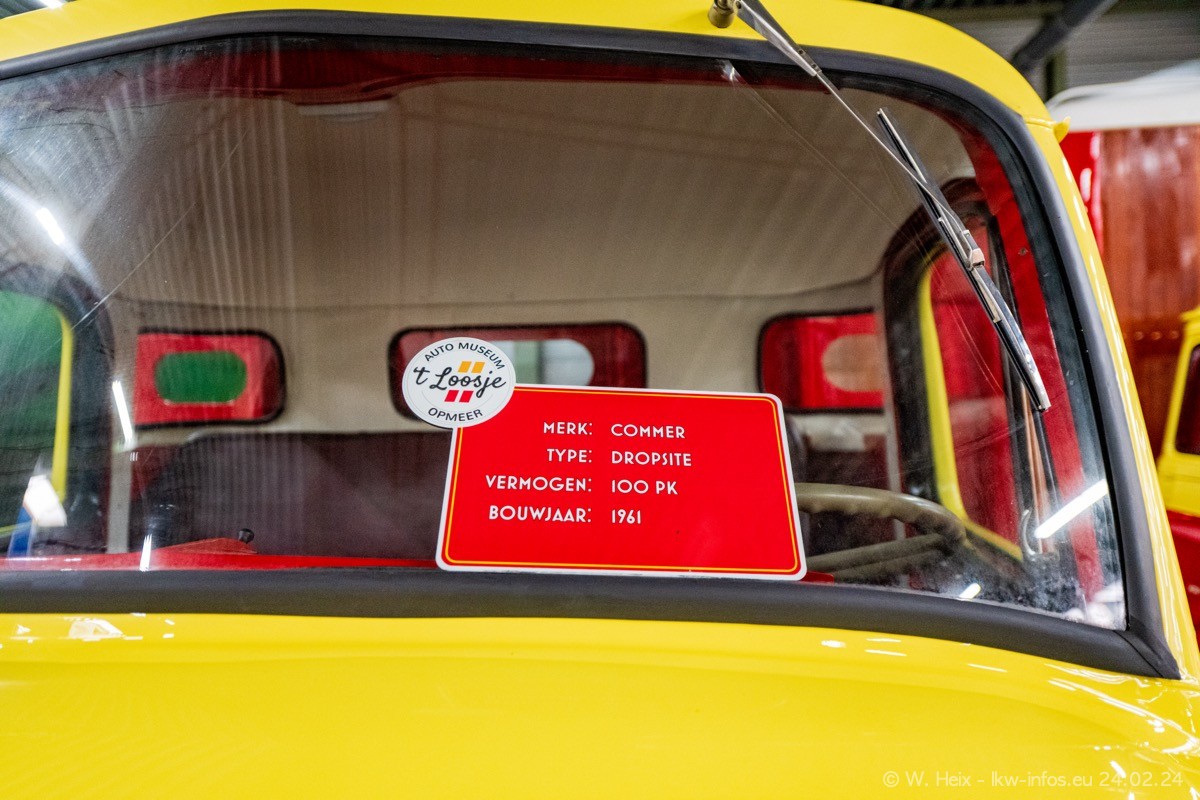 AUTO MUSEUM
't Loosje
OPMEER
MERK: COMMER
TYPE: DROPSITE
VERMOGEN: 100 PK
BOUWJAAR: 1961
© W. Heix - lkw-infos.eu 24.02.24